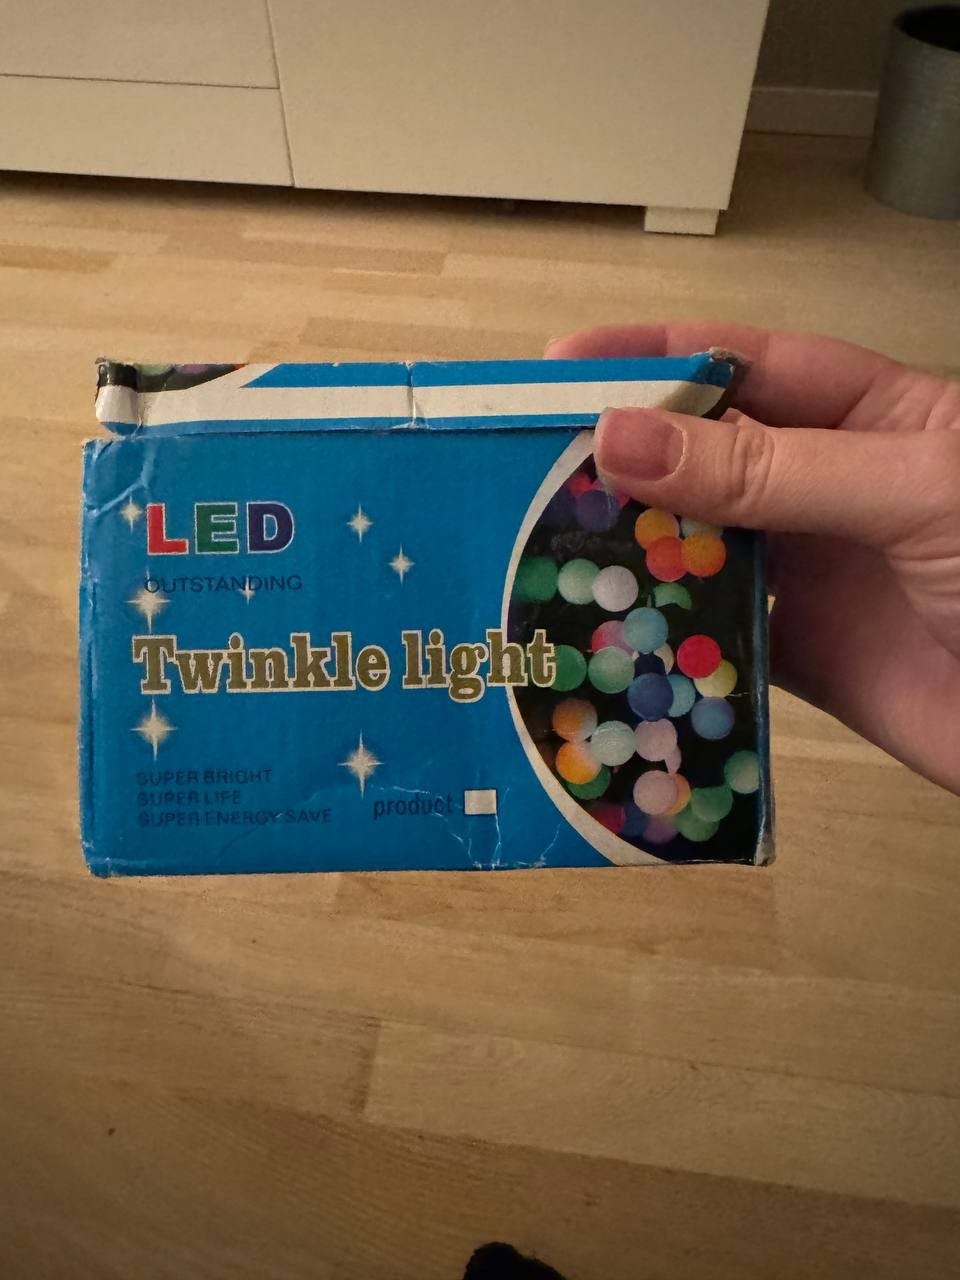 LED
OUTSTANDING
Twinkle light
SUPER BRIGHT
SUPER LIFE
SUPER ENERGY SAVE
product